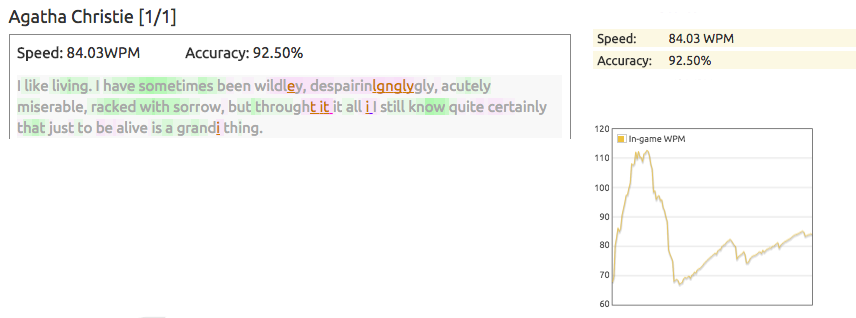 Agatha Christie [1/1]
Speed: 84.03WPM Accuracy: 92.50%
I like living. I have sometimes been wildley, despairinlgnglygly, acutely
miserable, racked with sorrow, but throught it it all i I still know quite certainly
that just to be alive is a grandi thing.
Speed: 84.03 WPM
Accuracy: 92.50%
In-game WPM
120
110
100
90
80
70
60